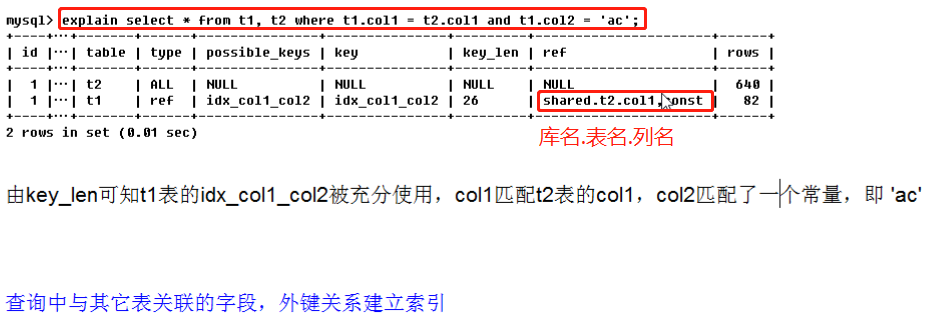 mysql> explain select * from t1, t2 where t1.col1 = t2.col1 and t1.col2 = 'ac';
+----+...+-------+------+---------------+---------------+---------+----------------------+------+
| id |...| table | type | possible_keys | key | key_len | ref | rows |
+----+...+-------+------+---------------+---------------+---------+----------------------+------+
| 1 |...| t2 | ALL | NULL | NULL | NULL | NULL | 640 |
| 1 |...| t1 | ref | idx_col1_col2 | idx_col1_col2 | 26 | shared.t2.col1,const | 82 |
+----+...+-------+------+---------------+---------------+---------+----------------------+------+
2 rows in set (0.01 sec)
库名.表名.列名
由key_len可知t1表的idx_col1_col2被充分使用，col1匹配t2表的col1，col2匹配了一个常量，即 'ac'
查询中与其它表关联的字段，外键关系建立索引